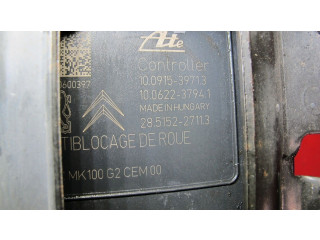 Ate
Controller
10.0915-3971.3
J600397
10.0622-3794.1
MADE IN HUNGARY
28.5152-2711.3
TIBLOCAGE DE ROUE
MK100 G2 CEM 00